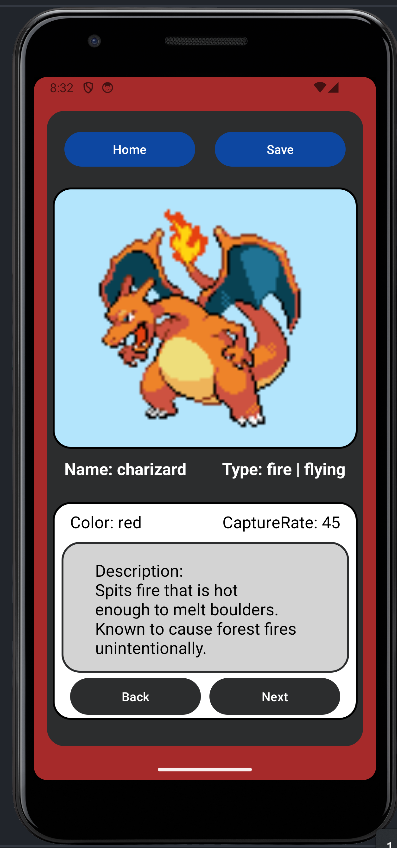 8:32
Home Save
Name: charizard Type: fire | flying
Color: red CaptureRate: 45
Description:
Spits fire that is hot
enough to melt boulders.
Known to cause forest fires
unintentionally.
Back Next
1